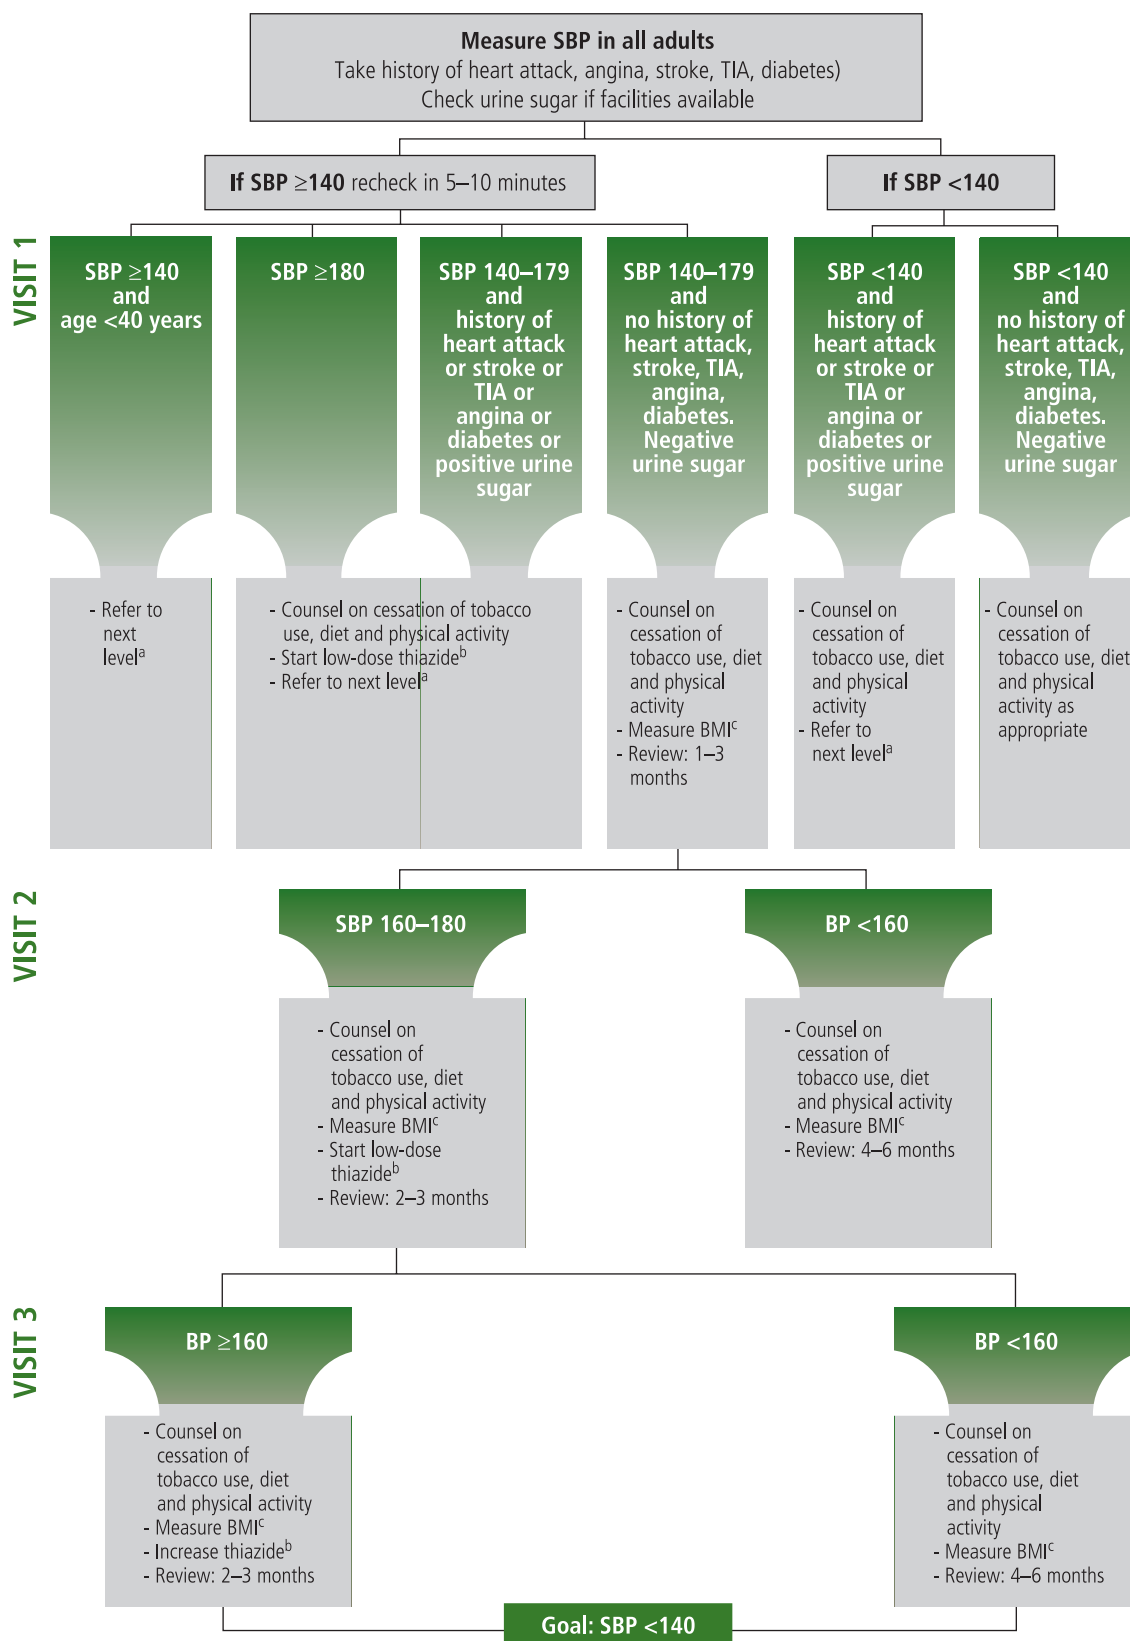 Measure SBP in all adults
Take history of heart attack, angina, stroke, TIA, diabetes)
Check urine sugar if facilities available
If SBP ≥140 recheck in 5–10 minutes
If SBP <140
VISIT 1
SBP ≥140
and
age <40 years
- Refer to
next
levelᵃ
SBP ≥180
SBP 140–179
and
history of
heart attack
or stroke or
TIA or
angina or
diabetes or
positive urine
sugar
- Counsel on cessation of tobacco
use, diet and physical activity
- Start low-dose thiazideᵇ
- Refer to next levelᵃ
SBP 140–179
and
no history of
heart attack,
stroke, TIA,
angina,
diabetes.
Negative
urine sugar
- Counsel on
cessation of
tobacco use, diet
and physical
activity
- Measure BMIᶜ
- Review: 1–3
months
SBP <140
and
history of
heart attack
or stroke or
TIA or
angina or
diabetes or
positive urine
sugar
- Counsel on
cessation of
tobacco use, diet
and physical
activity
- Refer to
next levelᵃ
SBP <140
and
no history of
heart attack,
stroke, TIA,
angina,
diabetes.
Negative
urine sugar
- Counsel on
cessation of
tobacco use, diet
and physical
activity as
appropriate
VISIT 2
SBP 160–180
- Counsel on
cessation of
tobacco use, diet
and physical activity
- Measure BMIᶜ
- Start low-dose
thiazideᵇ
- Review: 2–3 months
BP <160
- Counsel on
cessation of
tobacco use, diet
and physical activity
- Measure BMIᶜ
- Review: 4–6 months
VISIT 3
BP ≥160
- Counsel on
cessation of
tobacco use, diet
and physical activity
- Measure BMIᶜ
- Increase thiazideᵇ
- Review: 2–3 months
BP <160
- Counsel on
cessation of
tobacco use, diet
and physical
activity
- Measure BMIᶜ
- Review: 4–6 months
Goal: SBP <140